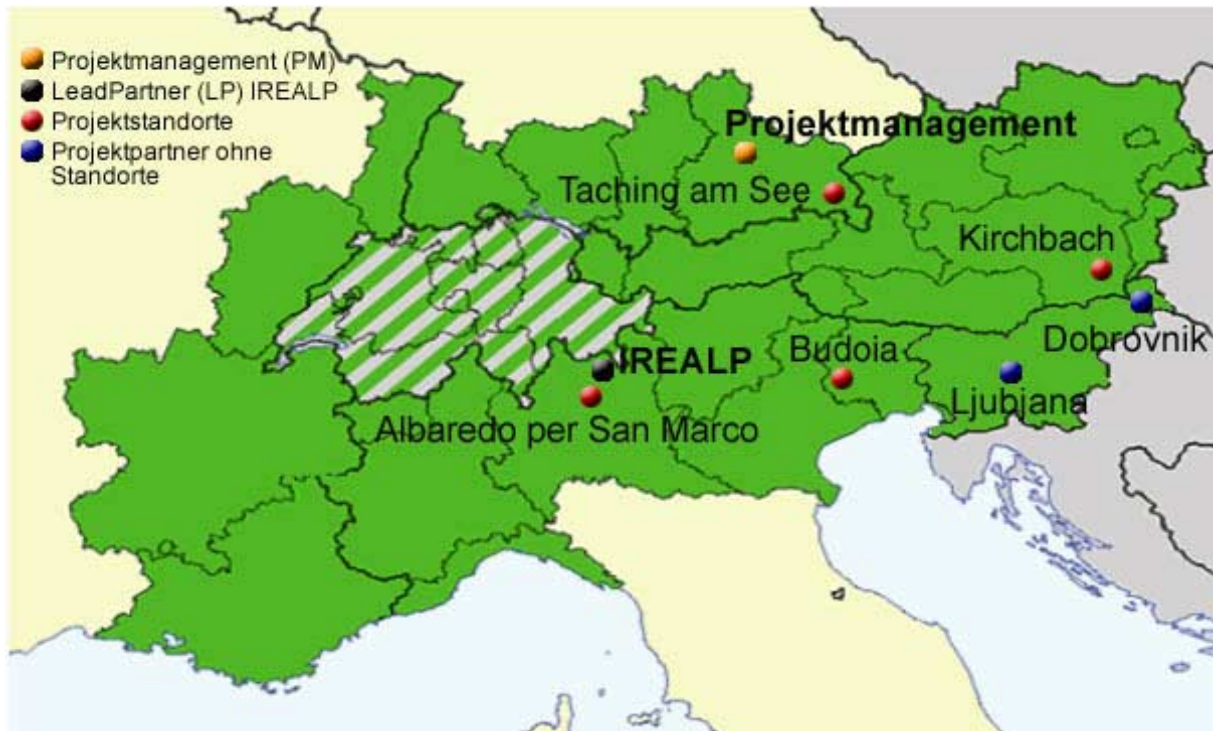 Projektmanagement (PM)
LeadPartner (LP) IREALP
Projektstandorte
Projektpartner ohne
Standorte
Projektmanagement
Taching am See
Kirchbach
Dobrovnik
Budoia
IREALP
Ljubjana
Albaredo per San Marco